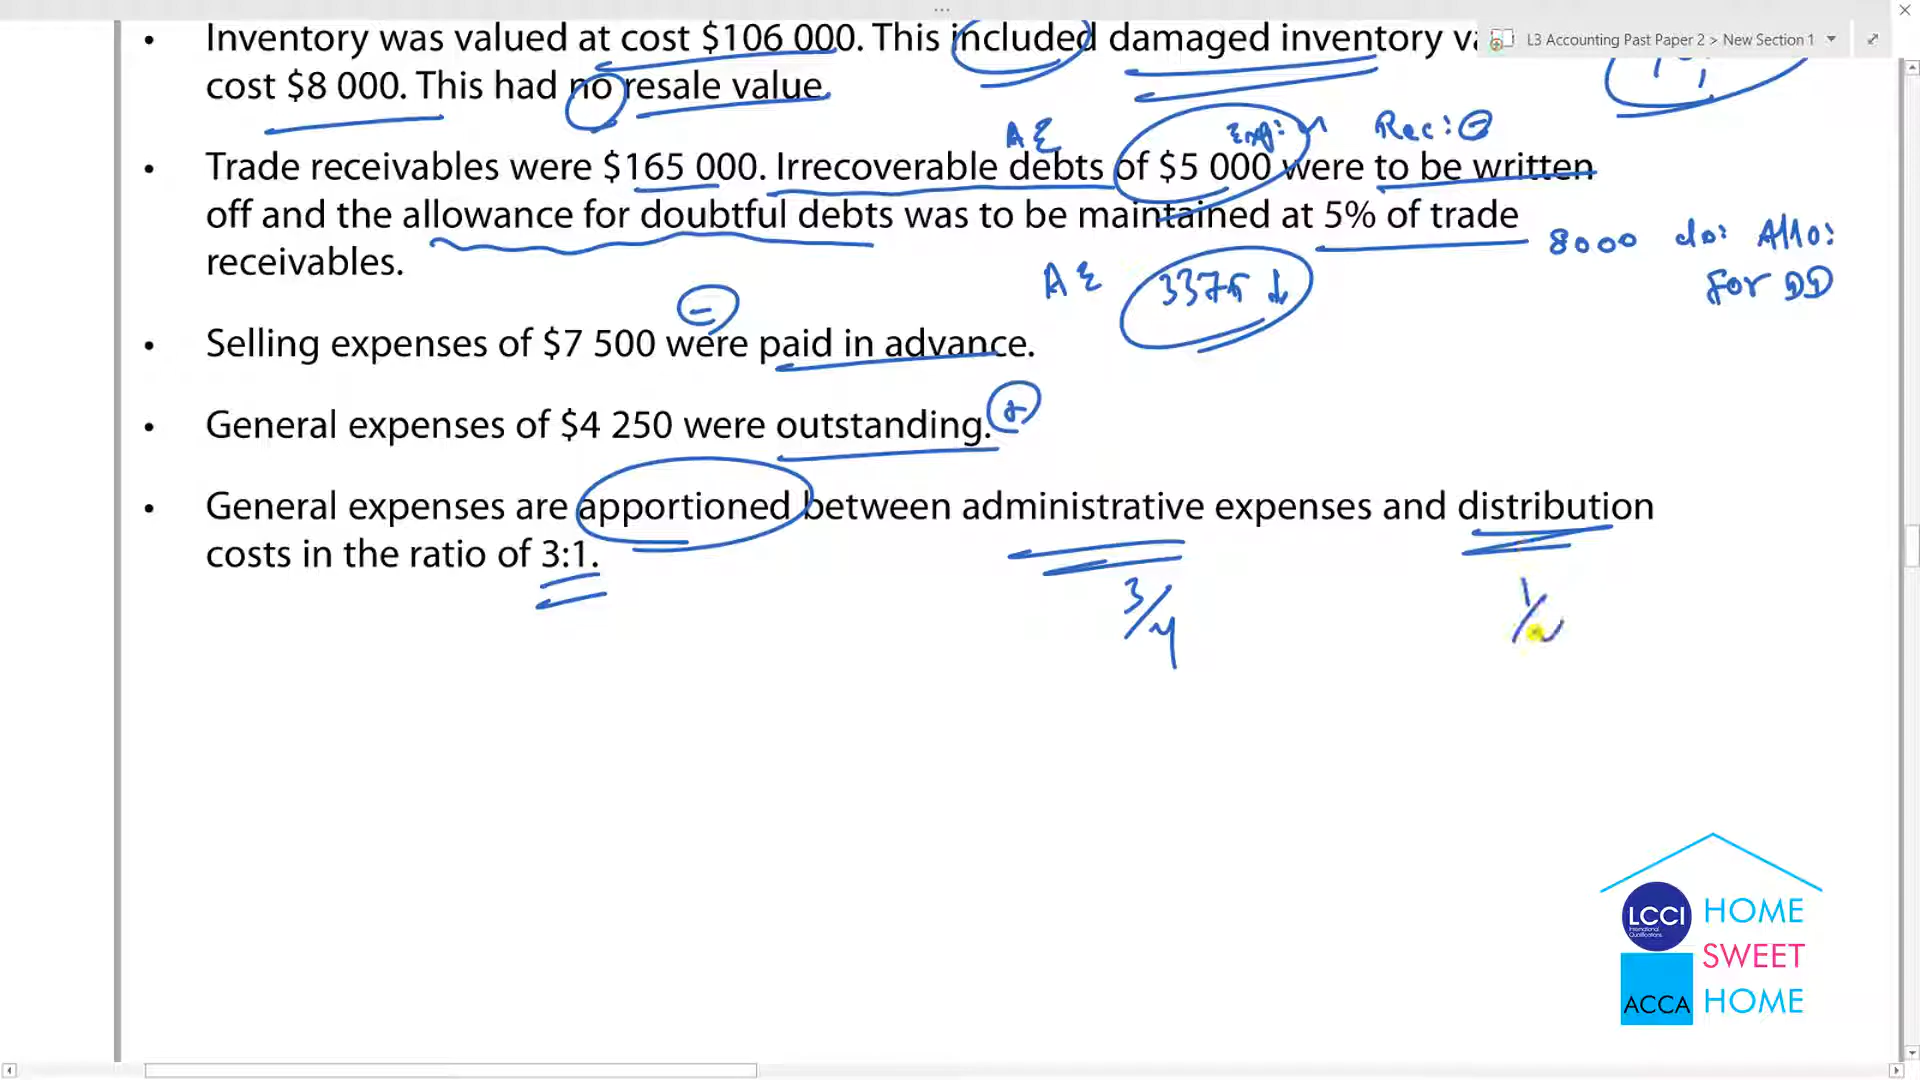 L3 Accounting Past Paper 2 > New Section 1
Inventory was valued at cost $106 000. This included damaged inventory
cost $8 000. This had no resale value.
A E
Exp:
Rec:
Trade receivables were $165 000. Irrecoverable debts of $5 000 were to be written
off and the allowance for doubtful debts was to be maintained at 5% of trade
receivables.
8000 do: Allo:
For DD
A E 3375 ↓
Selling expenses of $7 500 were paid in advance.
General expenses of $4 250 were outstanding.
General expenses are apportioned between administrative expenses and distribution
costs in the ratio of 3:1.
3/4
LCCI
International Qualifications
ACCA
HOME
SWEET
HOME